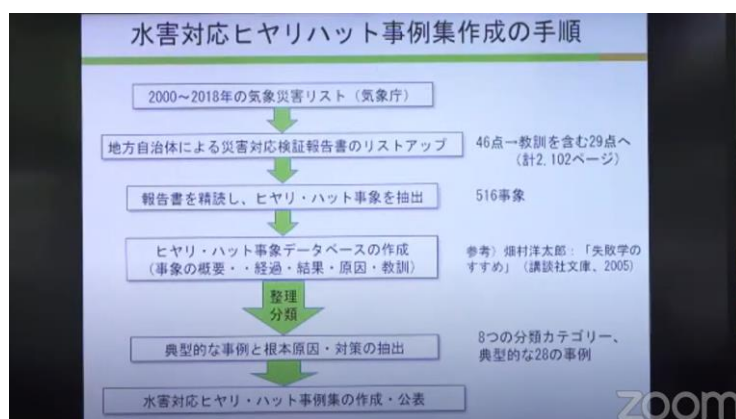 水害対応ヒヤリハット事例集作成の手順
2000～2018年の気象災害リスト（気象庁）
地方自治体による災害対応検証報告書のリストアップ
46点→教訓を含む29点へ
（計2,102ページ）
報告書を精読し、ヒヤリ・ハット事象を抽出
516事象
ヒヤリ・ハット事象データベースの作成
（事象の概要・・経過・結果・原因・教訓）
参考）畑村洋太郎：「失敗学の
すすめ」（講談社文庫、2005）
整理
分類
典型的な事例と根本原因・対策の抽出
8つの分類カテゴリー、
典型的な28の事例
水害対応ヒヤリ・ハット事例集の作成・公表
zoom